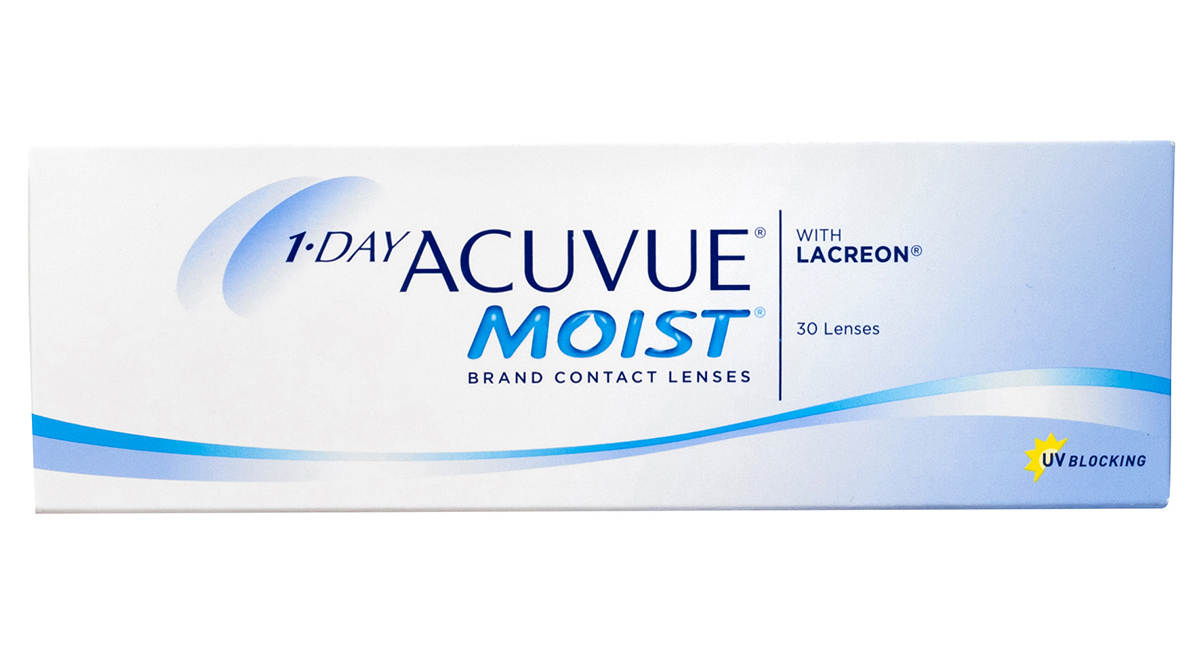 1·DAY ACUVUE®
MOIST®
BRAND CONTACT LENSES
WITH
LACREON®
30 Lenses
UV BLOCKING